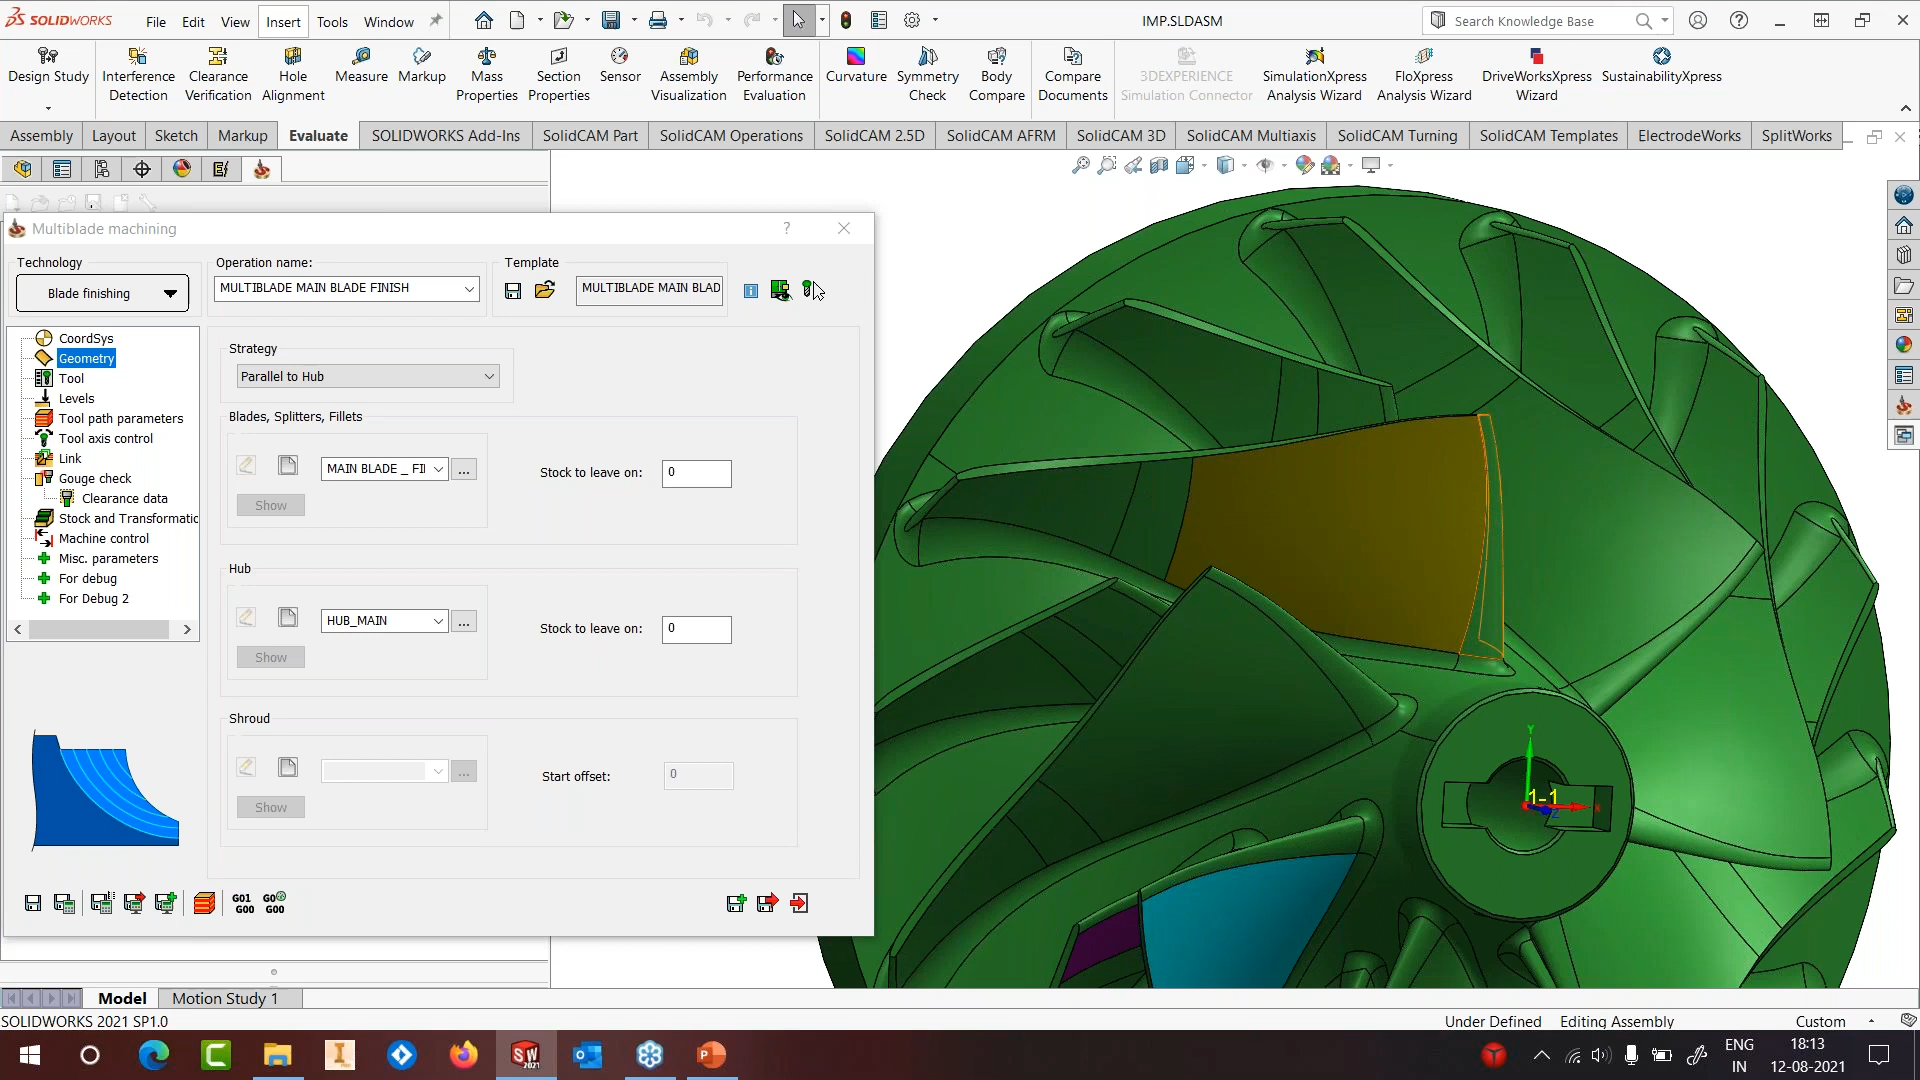 SOLIDWORKS
File Edit View Insert Tools Window
IMP.SLDASM
Search Knowledge Base
Design Study
Interference Detection
Clearance Verification
Hole Alignment
Measure
Markup
Mass Properties
Section Properties
Sensor
Assembly Visualization
Performance Evaluation
Curvature
Symmetry Check
Body Compare
Compare Documents
3DEXPERIENCE Simulation Connector
SimulationXpress Analysis Wizard
FloXpress Analysis Wizard
DriveWorksXpress Wizard
SustainabilityXpress
Assembly Layout Sketch Markup Evaluate SOLIDWORKS Add-Ins SolidCAM Part SolidCAM Operations SolidCAM 2.5D SolidCAM AFRM SolidCAM 3D SolidCAM Multiaxis SolidCAM Turning SolidCAM Templates ElectrodeWorks SplitWorks
Multiblade machining ?
Technology
Blade finishing
Operation name:
MULTIBLADE MAIN BLADE FINISH
Template
MULTIBLADE MAIN BLAD
CoordSys
Geometry
Tool
Levels
Tool path parameters
Tool axis control
Link
Gouge check
Clearance data
Stock and Transformatic
Machine control
Misc. parameters
For debug
For Debug 2
Strategy
Parallel to Hub
Blades, Splitters, Fillets
MAIN BLADE _ FII
...
Stock to leave on: 0
Show
Hub
HUB_MAIN
...
Stock to leave on: 0
Show
Shroud
...
Start offset: 0
Show
G01 G00
G0 G00
Y
1-1
X
Z
Model Motion Study 1
SOLIDWORKS 2021 SP1.0
Under Defined Editing Assembly Custom
SW 2021
ENG IN
18:13
12-08-2021